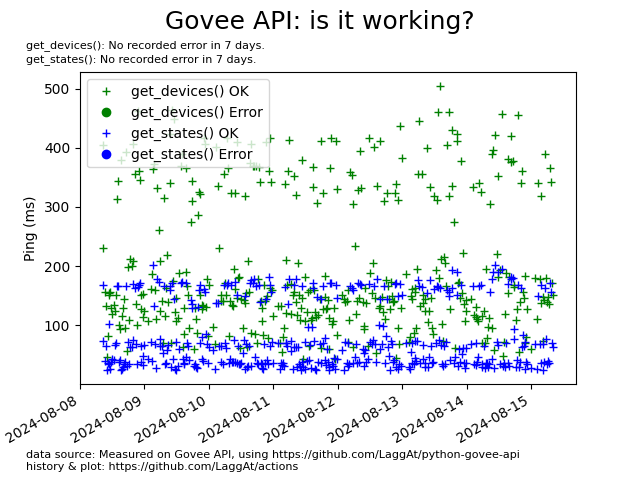 Govee API: is it working?
get_devices(): No recorded error in 7 days.
get_states(): No recorded error in 7 days.
get_devices() OK
get_devices() Error
get_states() OK
get_states() Error
Ping (ms)
500
400
300
200
100
2024-08-08
2024-08-09
2024-08-10
2024-08-11
2024-08-12
2024-08-13
2024-08-14
2024-08-15
data source: Measured on Govee API, using https://github.com/LaggAt/python-govee-api
history & plot: https://github.com/LaggAt/actions